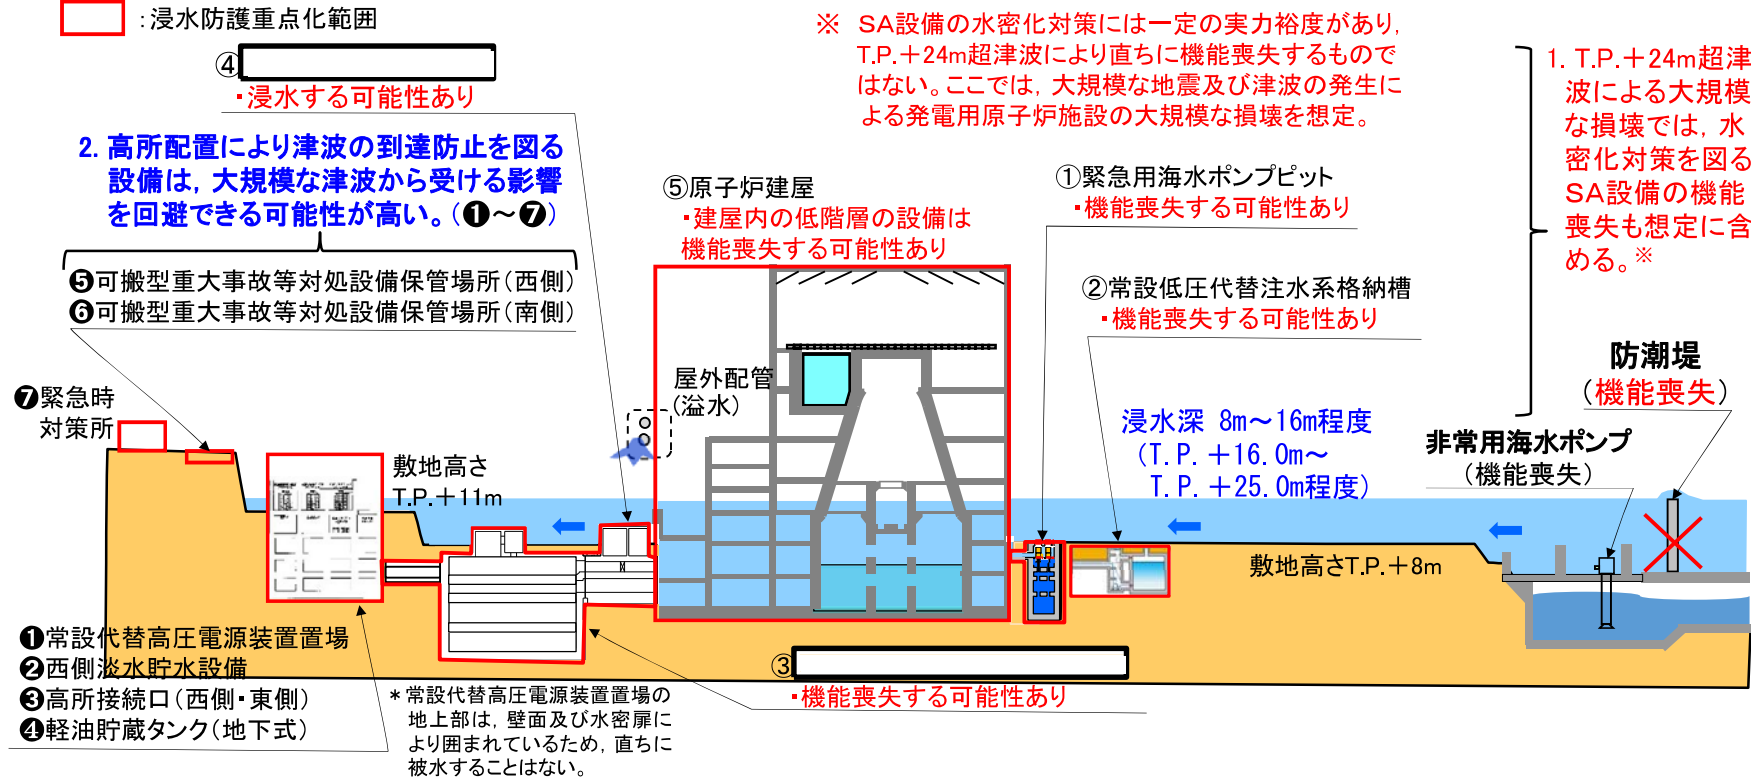 ：浸水防護重点化範囲
④
・浸水する可能性あり
2. 高所配置により津波の到達防止を図る
設備は，大規模な津波から受ける影響
を回避できる可能性が高い。（❶～❼）
❺可搬型重大事故等対処設備保管場所（西側）
❻可搬型重大事故等対処設備保管場所（南側）
❼緊急時
対策所
※ SA設備の水密化対策には一定の実力裕度があり，
T.P.＋24m超津波により直ちに機能喪失するもので
はない。ここでは，大規模な地震及び津波の発生に
よる発電用原子炉施設の大規模な損壊を想定。
1. T.P.＋24m超津
波による大規模
な損壊では，水
密化対策を図る
SA設備の機能
喪失も想定に含
める。※
⑤原子炉建屋
・建屋内の低階層の設備は
機能喪失する可能性あり
①緊急用海水ポンプピット
・機能喪失する可能性あり
②常設低圧代替注水系格納槽
・機能喪失する可能性あり
防潮堤
（機能喪失）
屋外配管
（溢水）
浸水深 8m～16m程度
（T.P.＋16.0m～
T.P.＋25.0m程度）
非常用海水ポンプ
（機能喪失）
敷地高さ
T.P.＋11m
敷地高さT.P.＋8m
❶常設代替高圧電源装置置場
❷西側淡水貯水設備
❸高所接続口（西側・東側）
❹軽油貯蔵タンク（地下式）
＊常設代替高圧電源装置置場の
地上部は，壁面及び水密扉に
より囲まれているため，直ちに
被水することはない。
③
・機能喪失する可能性あり